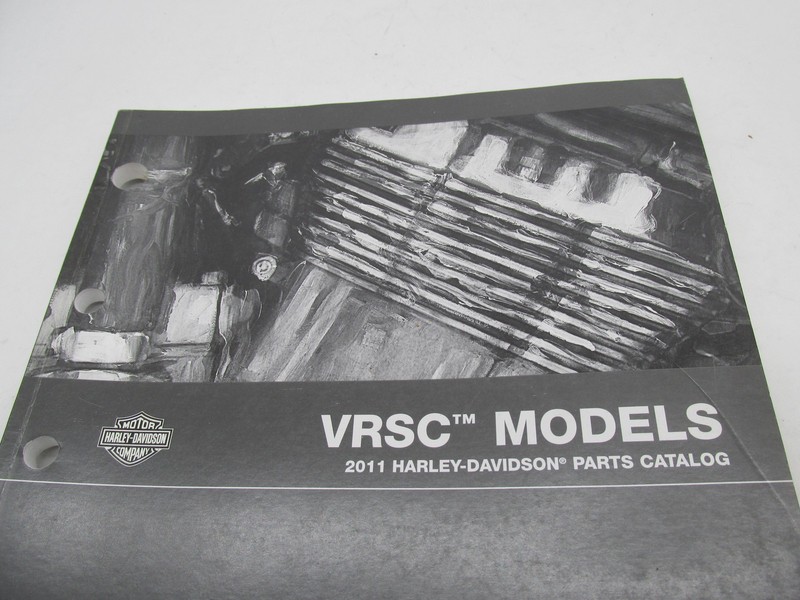 MOTOR
HARLEY-DAVIDSON
COMPANY
VRSC™ MODELS
2011 HARLEY-DAVIDSON® PARTS CATALOG